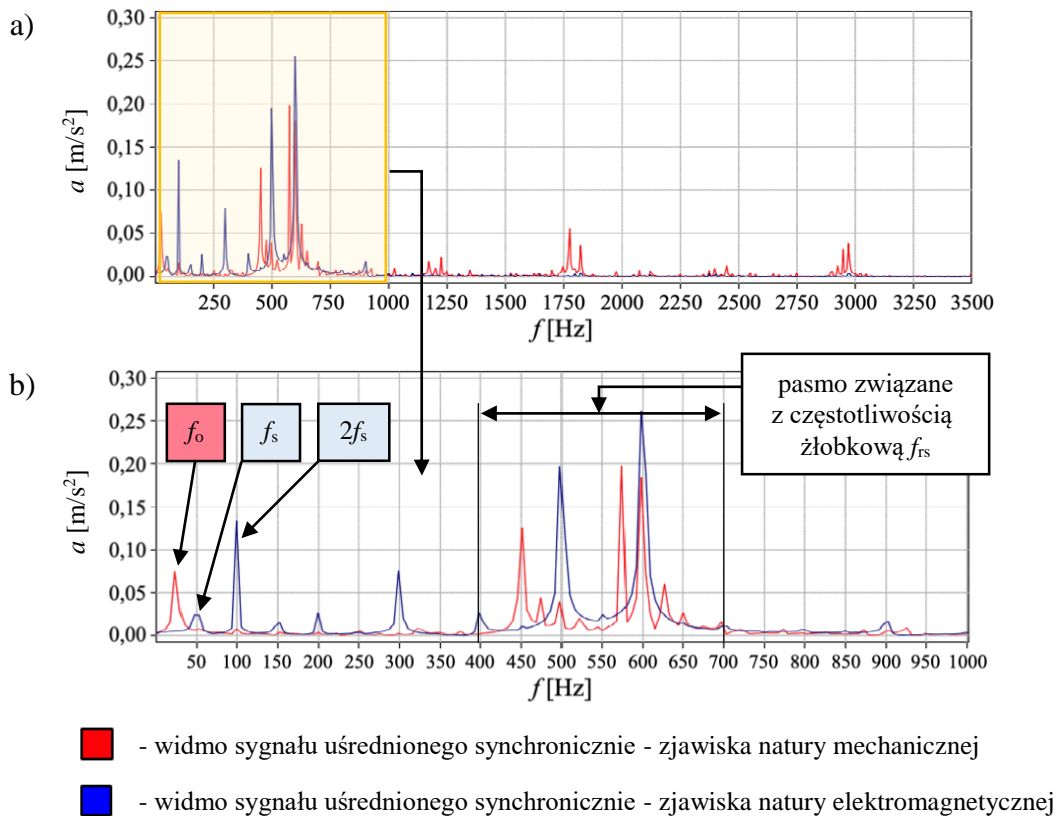 a)
0,30
0,25
0,20
0,15
0,10
0,05
0,00
a [m/s²]
250 500 750 1000 1250 1500 1750 2000 2250 2500 2750 3000 3250 3500
f [Hz]
b)
0,30
0,25
0,20
0,15
0,10
0,05
0,00
a [m/s²]
fo
fs
2fs
pasmo związane
z częstotliwością
żłobkową frs
50 100 150 200 250 300 350 400 450 500 550 600 650 700 750 800 850 900 950 1000
f [Hz]
- widmo sygnału uśrednionego synchronicznie - zjawiska natury mechanicznej
- widmo sygnału uśrednionego synchronicznie - zjawiska natury elektromagnetycznej